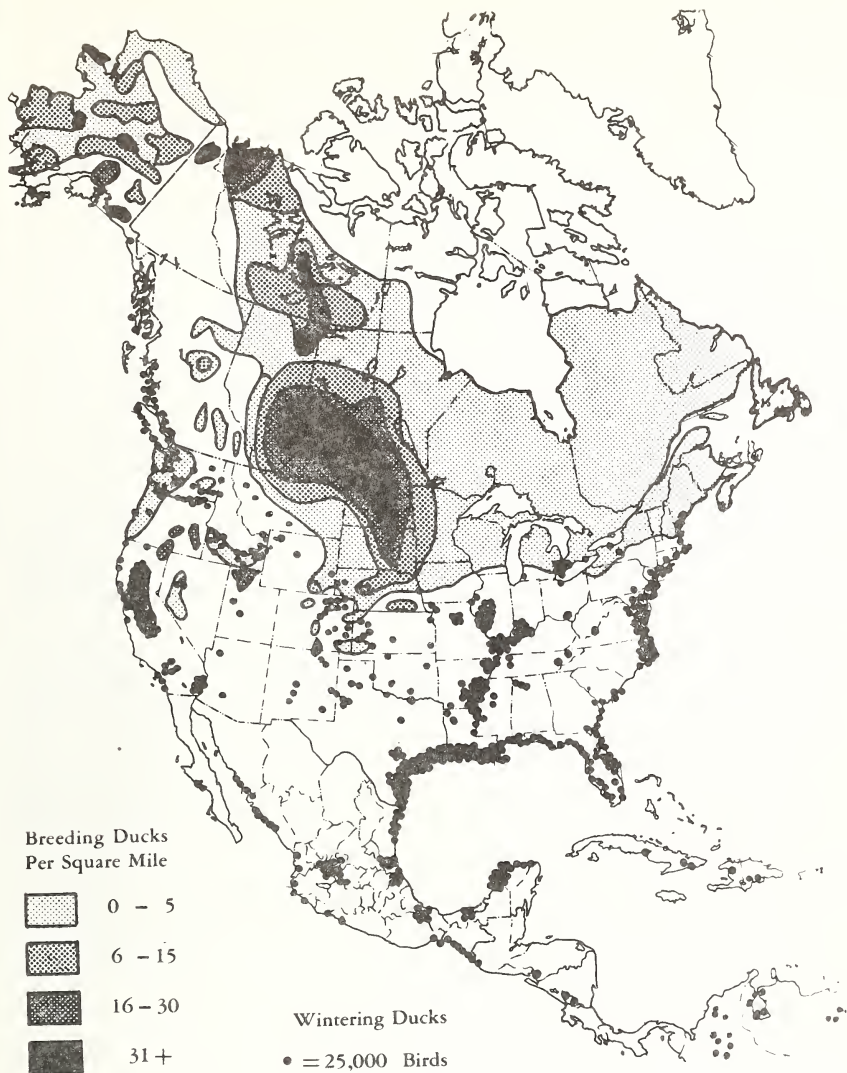 Breeding Ducks
Per Square Mile
0 – 5
6 – 15
16 – 30
31 +
Wintering Ducks
• = 25,000 Birds